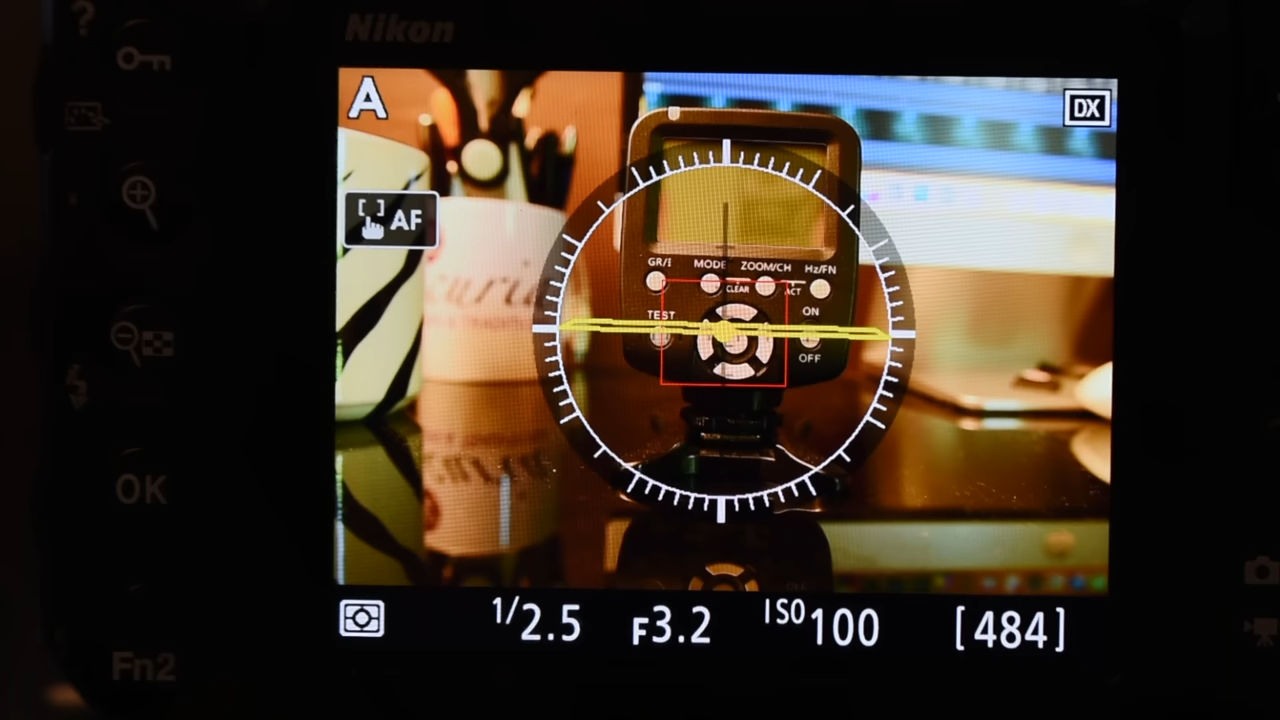 ?
Nikon
A
DX
AF
GR/
MODE
ZOOM/CH
Hz/FN
CLEAR
ACT
TEST
ON
OFF
OK
Fn2
1/2.5
F3.2
ISO100
[484]